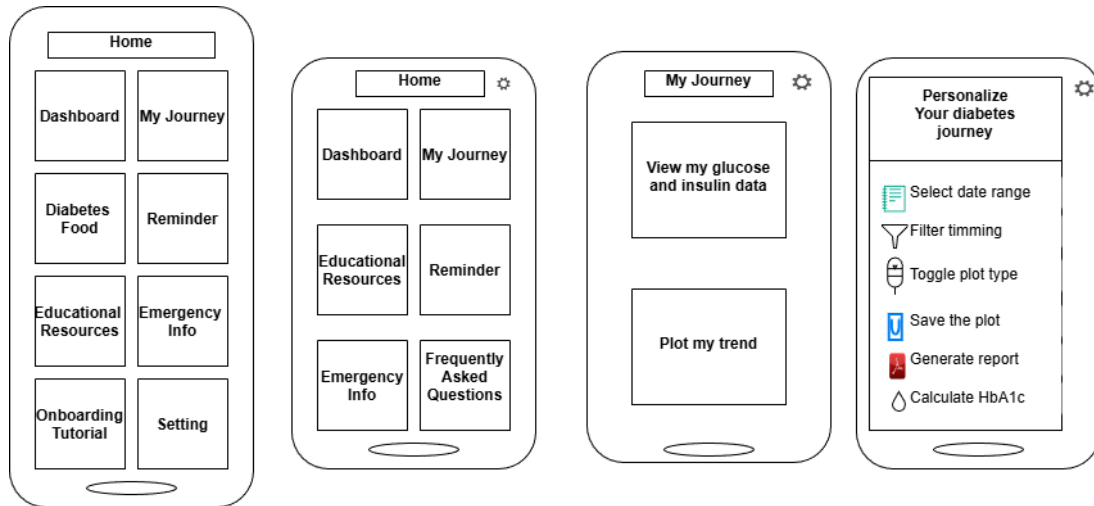 Home
Dashboard
My Journey
Diabetes
Food
Reminder
Educational
Resources
Emergency
Info
Onboarding
Tutorial
Setting
Home
Dashboard
My Journey
Educational
Resources
Reminder
Emergency
Info
Frequently
Asked
Questions
My Journey
View my glucose
and insulin data
Plot my trend
Personalize
Your diabetes
journey
Select date range
Filter timming
Toggle plot type
Save the plot
Generate report
Calculate HbA1c